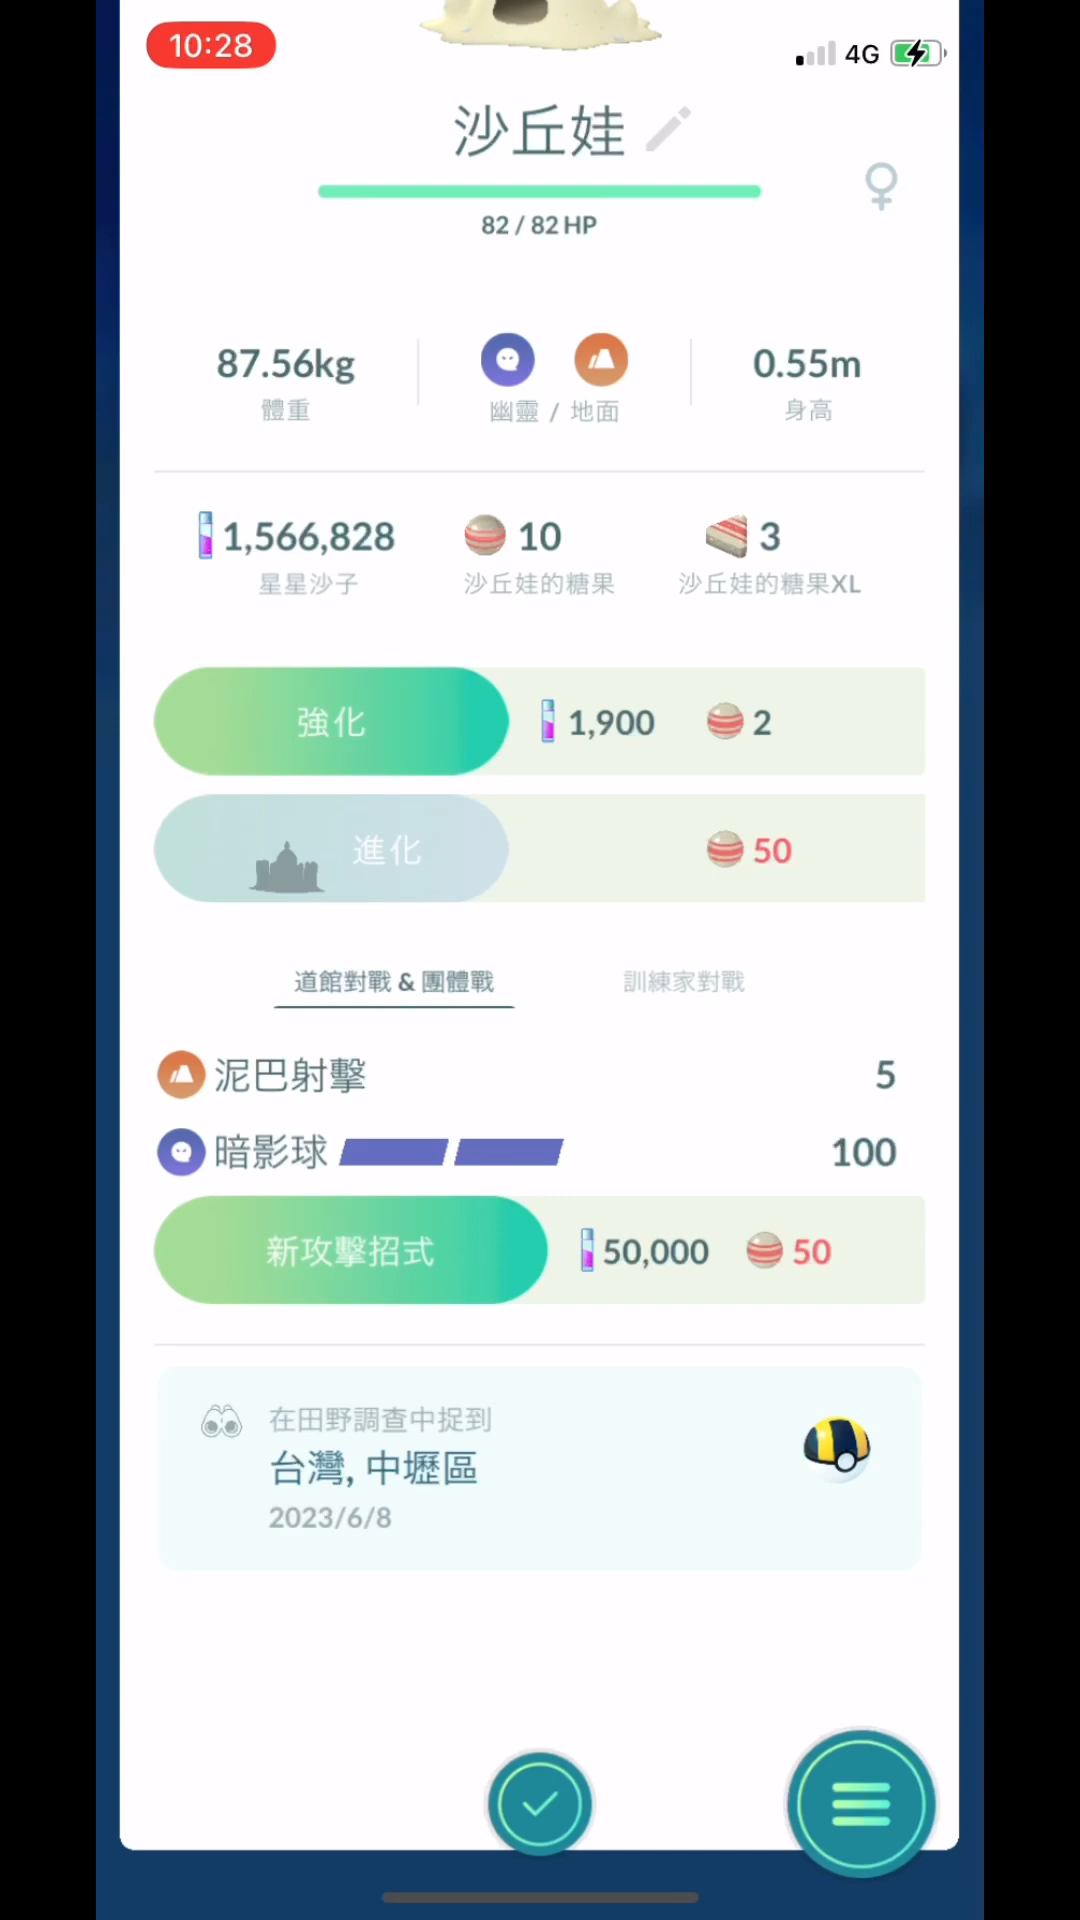 10:28
4G
沙丘娃
82 / 82 HP
87.56kg
體重
幽靈 / 地面
0.55m
身高
1,566,828
星星沙子
10
沙丘娃的糖果
3
沙丘娃的糖果XL
強化
1,900
2
進化
50
道館對戰 & 團體戰
訓練家對戰
泥巴射擊
5
暗影球
100
新攻擊招式
50,000
50
在田野調查中捉到
台灣, 中壢區
2023/6/8